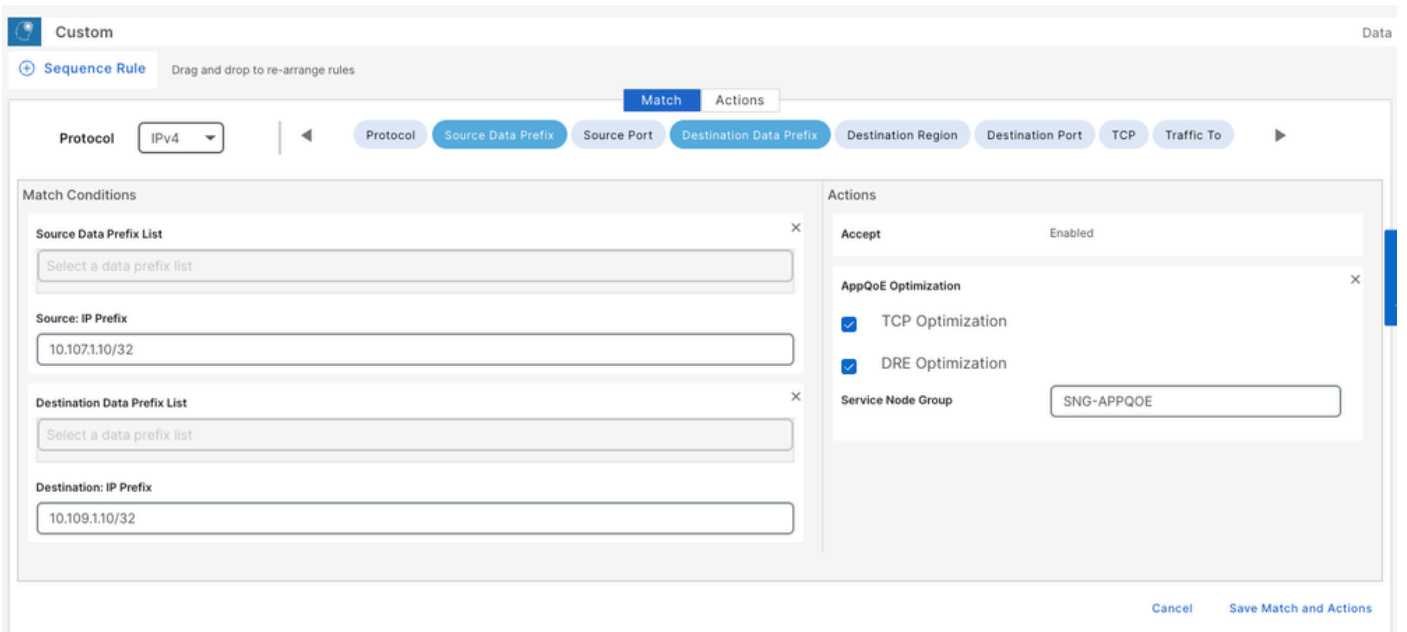 Custom
Data
Sequence Rule Drag and drop to re-arrange rules
Match Actions
Protocol IPv4 Protocol Source Data Prefix Source Port Destination Data Prefix Destination Region Destination Port TCP Traffic To
Match Conditions
Source Data Prefix List
Select a data prefix list
Source: IP Prefix
10.107.1.10/32
Destination Data Prefix List
Select a data prefix list
Destination: IP Prefix
10.109.1.10/32
Actions
Accept Enabled
AppQoE Optimization
TCP Optimization
DRE Optimization
Service Node Group SNG-APPQOE
Cancel Save Match and Actions